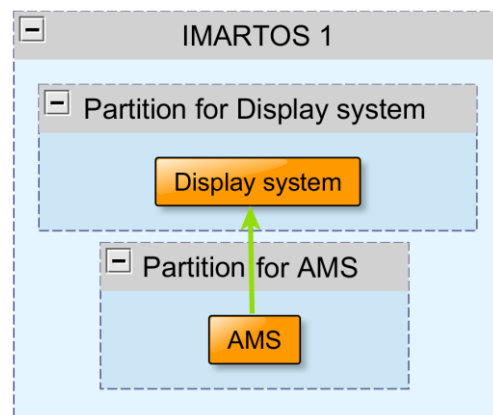 IMARTOS 1
Partition for Display system
Display system
Partition for AMS
AMS